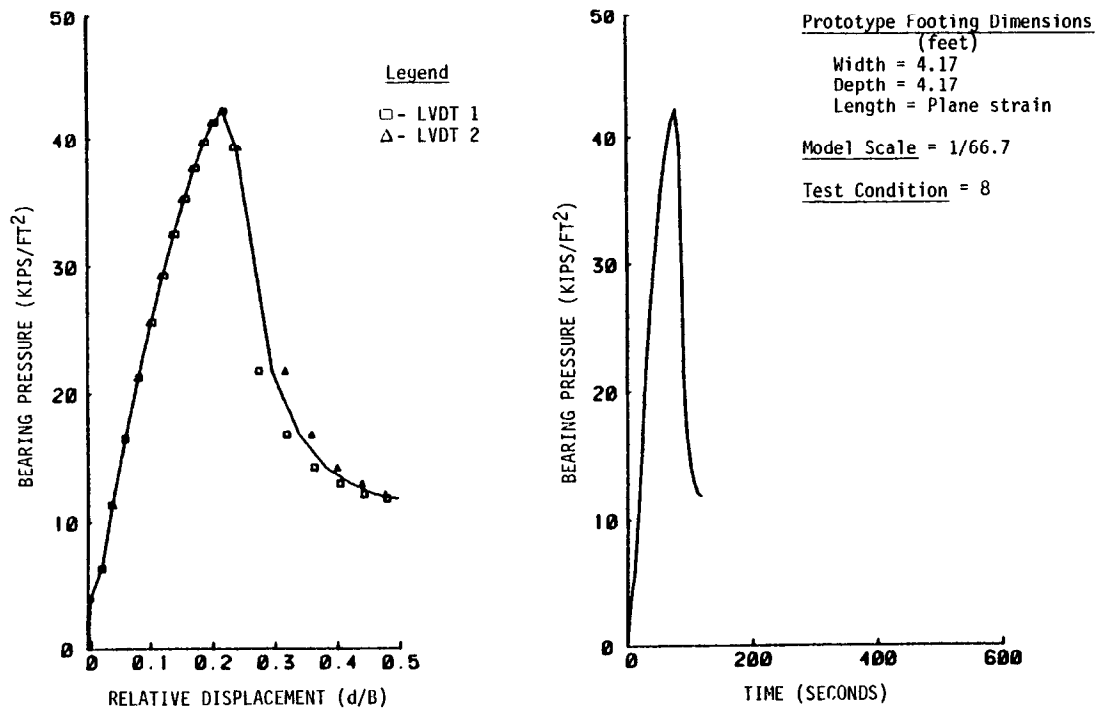 50
40
30
20
10
0
BEARING PRESSURE (KIPS/FT²)
Legend
□- LVDT 1
△- LVDT 2
0 0.1 0.2 0.3 0.4 0.5
RELATIVE DISPLACEMENT (d/B)
50
40
30
20
10
0
BEARING PRESSURE (KIPS/FT²)
0 200 400 600
TIME (SECONDS)
Prototype Footing Dimensions
(feet)
Width = 4.17
Depth = 4.17
Length = Plane strain
Model Scale = 1/66.7
Test Condition = 8